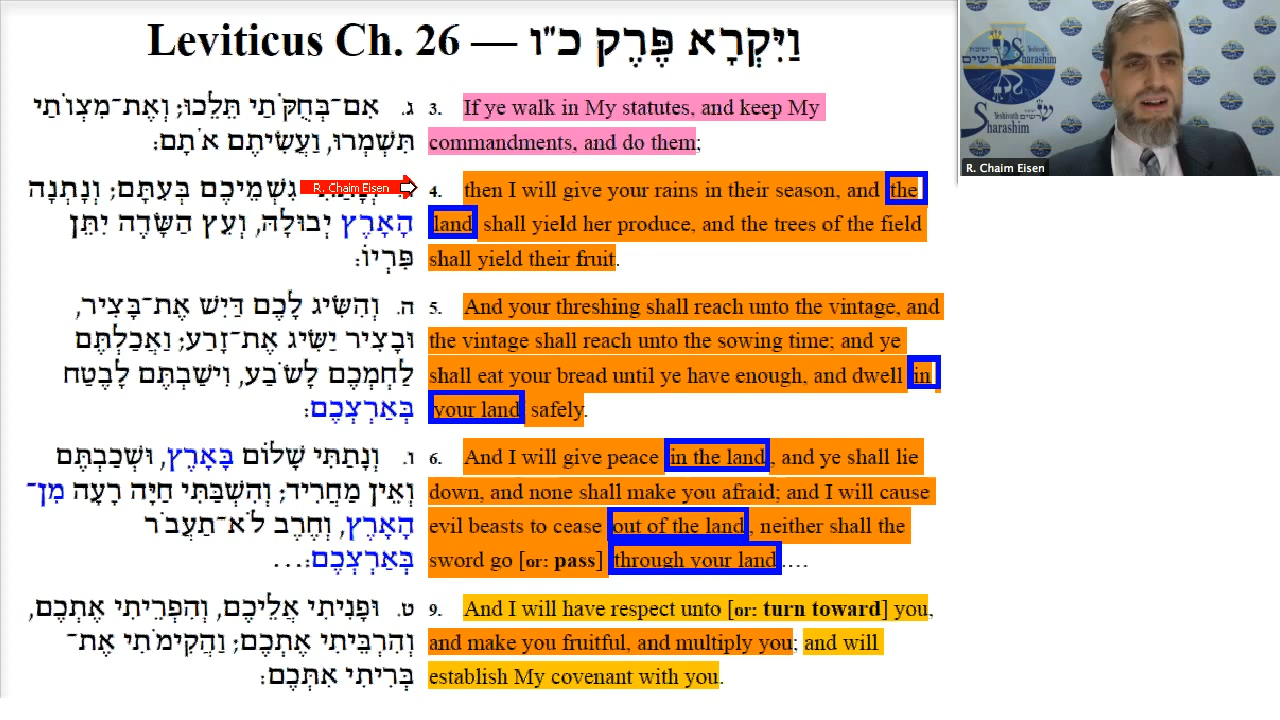 Leviticus Ch. 26 — וַיִּקְרָא פֶּרֶק כ"ו
ג. אִם־בְּחֻקֹּתַי תֵּלֵכוּ; וְאֶת־מִצְוֹתַי
תִּשְׁמְרוּ, וַעֲשִׂיתֶם אֹתָם:
3. If ye walk in My statutes, and keep My
commandments, and do them;
גִשְׁמֵיכֶם בְּעִתָּם; וְנָתְנָה
הָאָרֶץ יְבוּלָהּ, וְעֵץ הַשָּׂדֶה יִתֵּן
פִּרְיוֹ:
R. Chaim Eisen
4. then I will give your rains in their season, and the
land shall yield her produce, and the trees of the field
shall yield their fruit.
ה. וְהִשִּׂיג לָכֶם דַּיִשׁ אֶת־בָּצִיר,
וּבָצִיר יַשִּׂיג אֶת־זָרַע; וַאֲכַלְתֶּם
לַחְמְכֶם לָשֹׂבַע, וִישַׁבְתֶּם לָבֶטַח
בְּאַרְצְכֶם:
5. And your threshing shall reach unto the vintage, and
the vintage shall reach unto the sowing time; and ye
shall eat your bread until ye have enough, and dwell in
your land safely.
ו. וְנָתַתִּי שָׁלוֹם בָּאָרֶץ, וּשְׁכַבְתֶּם
וְאֵין מַחֲרִיד; וְהִשְׁבַּתִּי חַיָּה רָעָה מִן־
הָאָרֶץ, וְחֶרֶב לֹא־תַעֲבֹר
בְּאַרְצְכֶם:...
6. And I will give peace in the land, and ye shall lie
down, and none shall make you afraid; and I will cause
evil beasts to cease out of the land, neither shall the
sword go [or: pass] through your land....
ט. וּפָנִיתִי אֲלֵיכֶם, וְהִפְרֵיתִי אֶתְכֶם,
וְהִרְבֵּיתִי אֶתְכֶם; וַהֲקִימֹתִי אֶת־
בְּרִיתִי אִתְּכֶם:
9. And I will have respect unto [or: turn toward] you,
and make you fruitful, and multiply you; and will
establish My covenant with you.
ישיבת
שרשים
Yeshivath
Sharashim
Yeshivath
Sharashim
R. Chaim Eisen